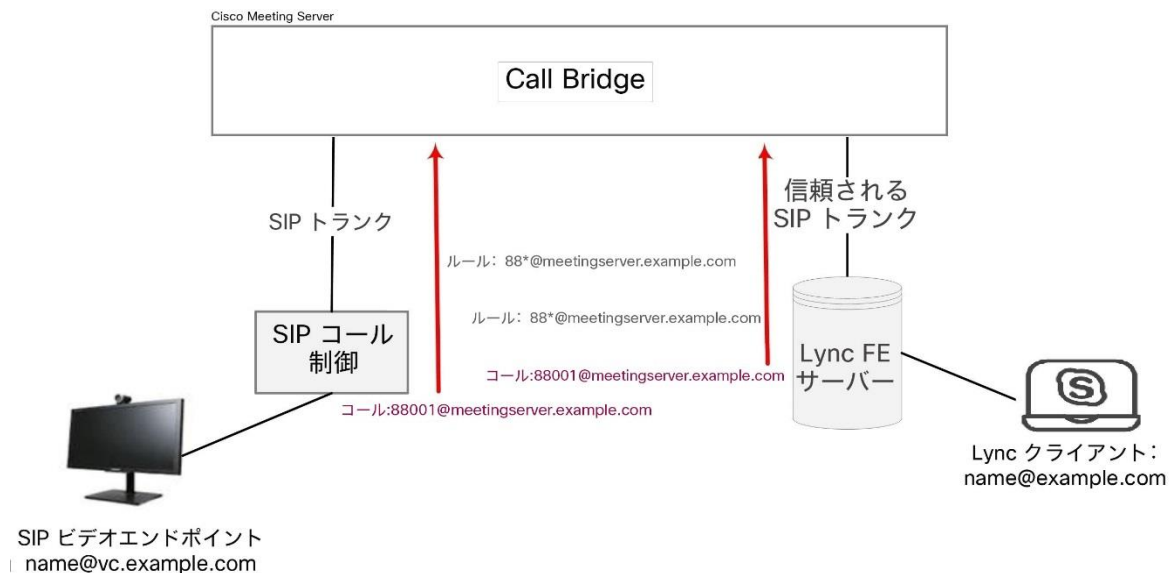 Cisco Meeting Server
Call Bridge
SIP トランク
信頼される
SIP トランク
ルール: 88*@meetingserver.example.com
ルール: 88*@meetingserver.example.com
SIP コール
制御
Lync FE
サーバー
コール:88001@meetingserver.example.com
コール:88001@meetingserver.example.com
Lync クライアント:
name@example.com
SIP ビデオエンドポイント
name@vc.example.com